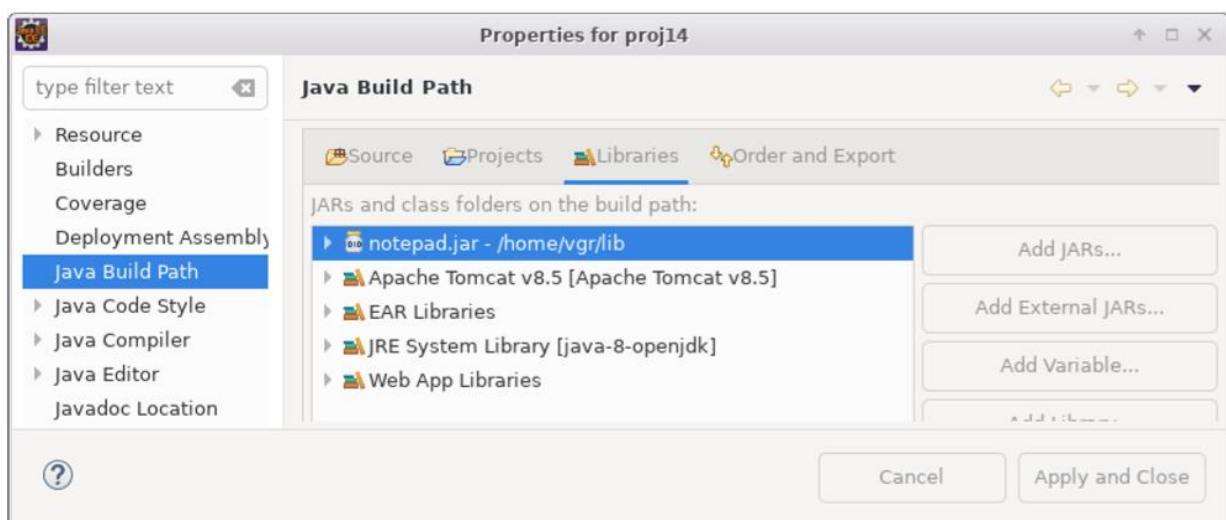 Properties for proj14
type filter text
Resource
Builders
Coverage
Deployment Assembly
Java Build Path
Java Code Style
Java Compiler
Java Editor
Javadoc Location
Java Build Path
Source Projects Libraries Order and Export
JARs and class folders on the build path:
notepad.jar - /home/vgr/lib
Apache Tomcat v8.5 [Apache Tomcat v8.5]
EAR Libraries
JRE System Library [java-8-openjdk]
Web App Libraries
Add JARs...
Add External JARs...
Add Variable...
?
Cancel
Apply and Close